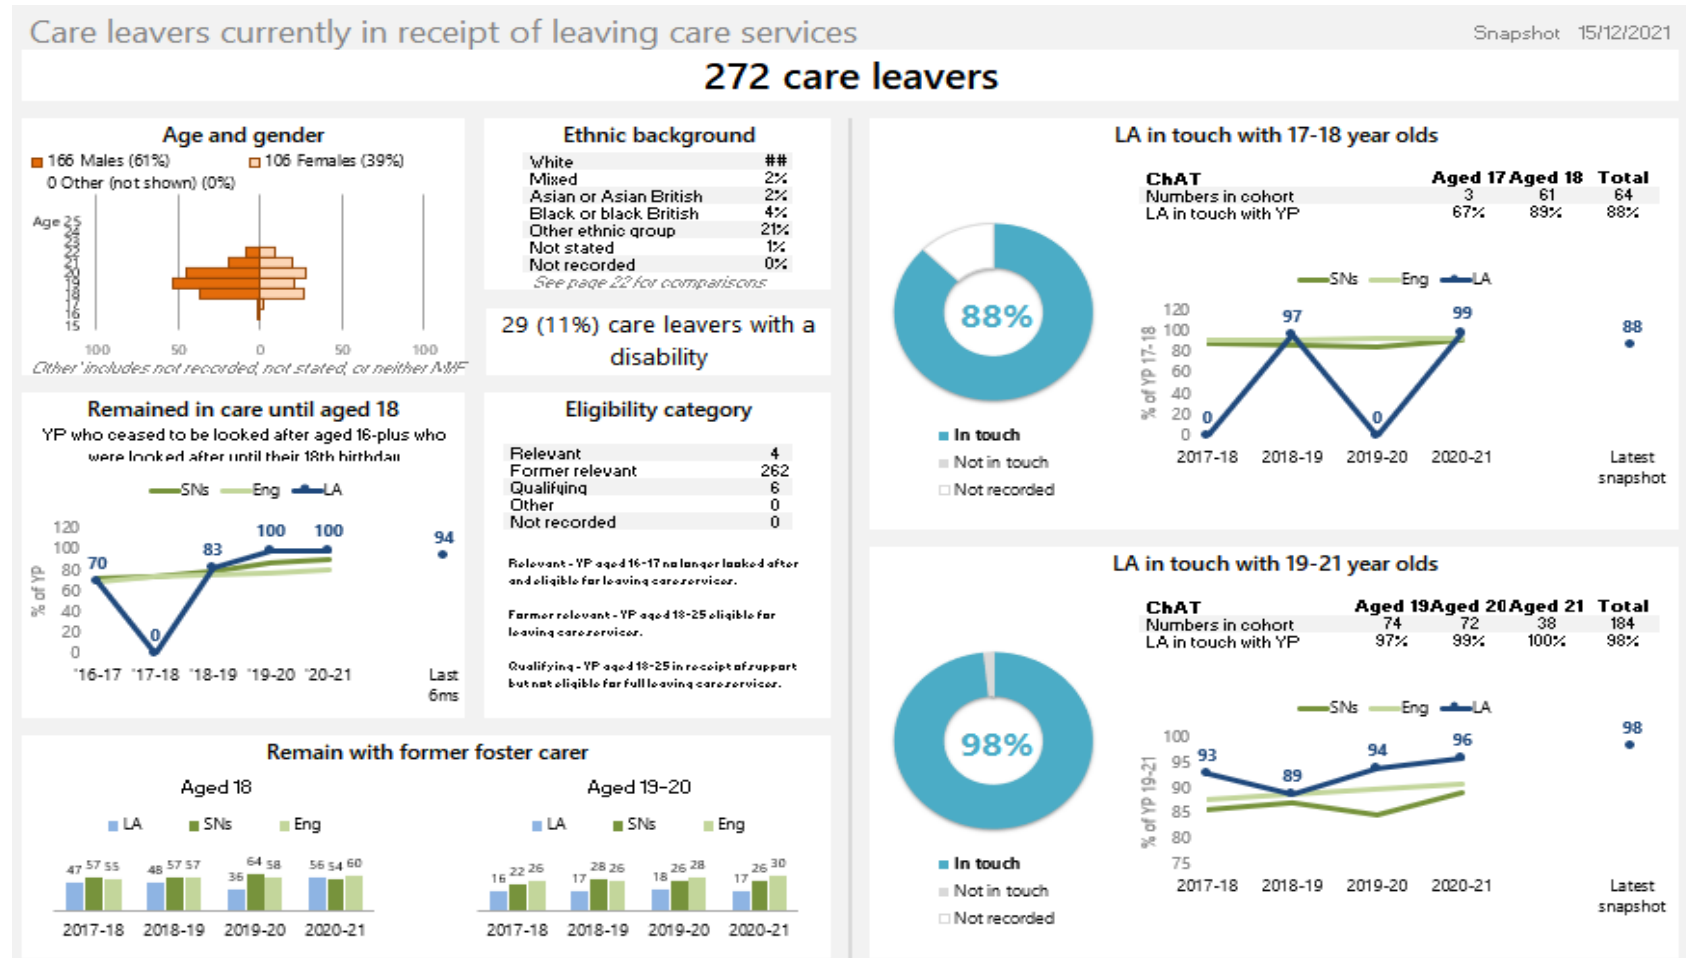 Care leavers currently in receipt of leaving care services
Snapshot 15/12/2021
272 care leavers
Age and gender
166 Males (61%) 106 Females (39%)
0 Other (not shown) (0%)
Age 25
24
23
22
21
20
19
18
17
16
15
100 50 0 50 100
Other' includes not recorded, not stated, or neither M/F
Ethnic background
White ##
Mixed 2%
Asian or Asian British 2%
Black or black British 4%
Other ethnic group 21%
Not stated 1%
Not recorded 0%
See page 22 for comparisons
29 (11%) care leavers with a
disability
Remained in care until aged 18
YP who ceased to be looked after aged 16-plus who
were looked after until their 18th birthday
SNs Eng LA
% of YP
120
100
80
60
40
20
0
70 0 83 100 100 94
'16-17 '17-18 '18-19 '19-20 '20-21 Last
6ms
Eligibility category
Relevant 4
Former relevant 262
Qualifying 6
Other 0
Not recorded 0
Relevant - YP aged 16-17 no longer looked after
and eligible for leaving care services.
Former relevant - YP aged 18-25 eligible for
leaving care services.
Qualifying - YP aged 18-25 in receipt of support
but not eligible for full leaving care services.
Remain with former foster carer
Aged 18
LA SNs Eng
47 57 55 48 57 57 36 64 58 56 54 60
2017-18 2018-19 2019-20 2020-21
Aged 19-20
LA SNs Eng
16 22 26 17 28 26 18 26 28 17 26 30
2017-18 2018-19 2019-20 2020-21
LA in touch with 17-18 year olds
ChAT Aged 17 Aged 18 Total
Numbers in cohort 3 61 64
LA in touch with YP 67% 89% 88%
88%
In touch
Not in touch
Not recorded
SNs Eng LA
% of YP 17-18
120
100
80
60
40
20
0
0 97 0 99 88
2017-18 2018-19 2019-20 2020-21 Latest
snapshot
LA in touch with 19-21 year olds
ChAT Aged 19 Aged 20 Aged 21 Total
Numbers in cohort 74 72 38 184
LA in touch with YP 97% 99% 100% 98%
98%
In touch
Not in touch
Not recorded
SNs Eng LA
% of YP 19-21
100
95
90
85
80
75
93 89 94 96 98
2017-18 2018-19 2019-20 2020-21 Latest
snapshot